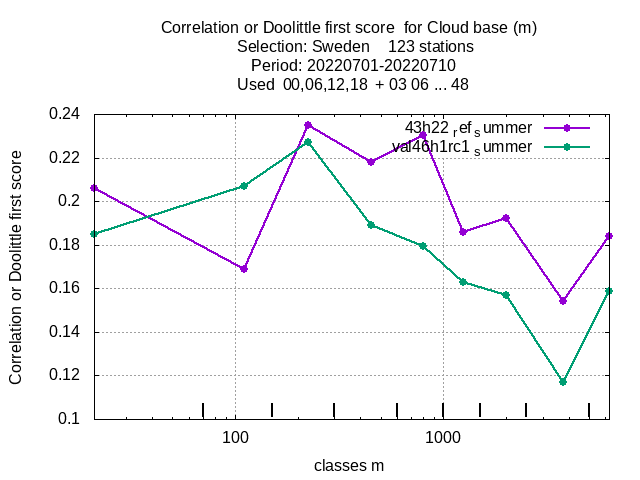 Correlation or Doolittle first score  for Cloud base (m)
Selection: Sweden    123 stations
Period: 20220701-20220710
Used  00,06,12,18  + 03 06 ... 48
43h22 ref summer
val46h1rc1 summer
Correlation or Doolittle first score
0.24
0.22
0.2
0.18
0.16
0.14
0.12
0.1
100
1000
classes m